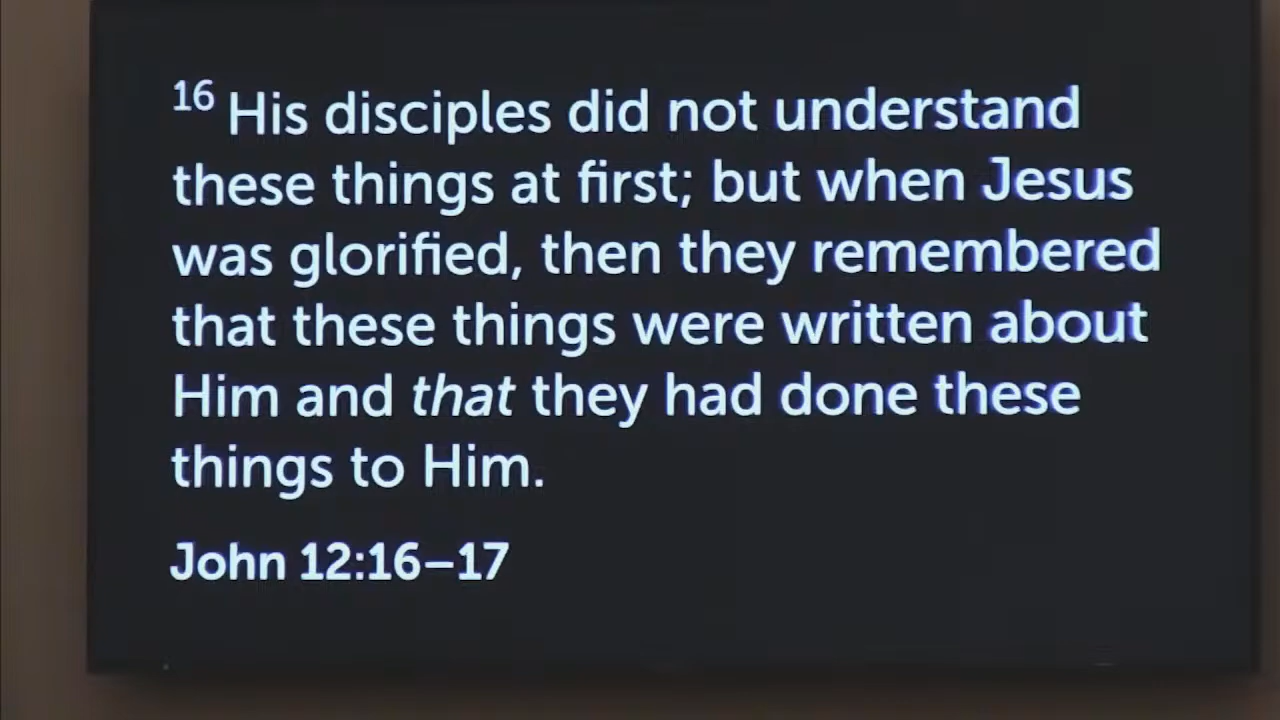 16 His disciples did not understand
these things at first; but when Jesus
was glorified, then they remembered
that these things were written about
Him and that they had done these
things to Him.
John 12:16–17